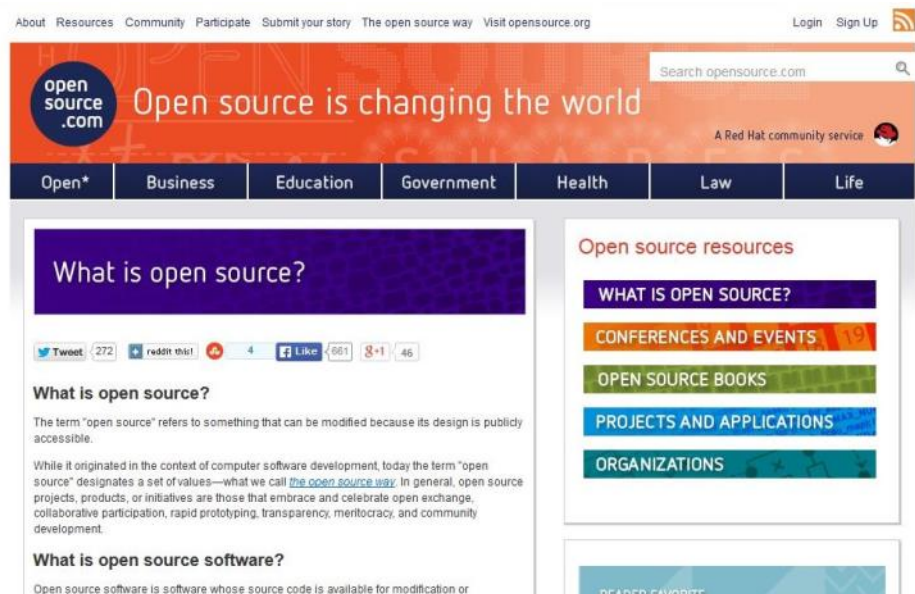 About Resources Community Participate Submit your story The open source way Visit opensource.org
Login Sign Up
open
source
.com
Open source is changing the world
Search opensource.com
A Red Hat community service
Open* Business Education Government Health Law Life
What is open source?
Tweet 272 reddit this! 4 Like 661 g+1 46
What is open source?
The term "open source" refers to something that can be modified because its design is publicly
accessible.
While it originated in the context of computer software development, today the term "open
source" designates a set of values—what we call the open source way. In general, open source
projects, products, or initiatives are those that embrace and celebrate open exchange,
collaborative participation, rapid prototyping, transparency, meritocracy, and community
development.
What is open source software?
Open source software is software whose source code is available for modification or
Open source resources
WHAT IS OPEN SOURCE?
CONFERENCES AND EVENTS 19
OPEN SOURCE BOOKS
PROJECTS AND APPLICATIONS
ORGANIZATIONS
READER FAVORITE